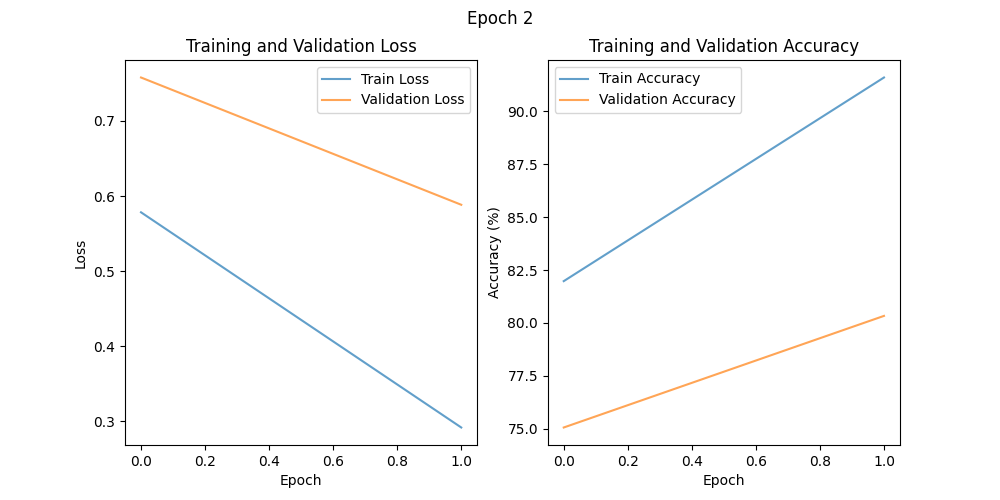 Epoch 2
Training and Validation Loss
Train Loss
Validation Loss
0.7
0.6
0.5
0.4
0.3
Loss
0.0 0.2 0.4 0.6 0.8 1.0
Epoch
Training and Validation Accuracy
Train Accuracy
Validation Accuracy
90.0
87.5
85.0
82.5
80.0
77.5
75.0
Accuracy (%)
0.0 0.2 0.4 0.6 0.8 1.0
Epoch